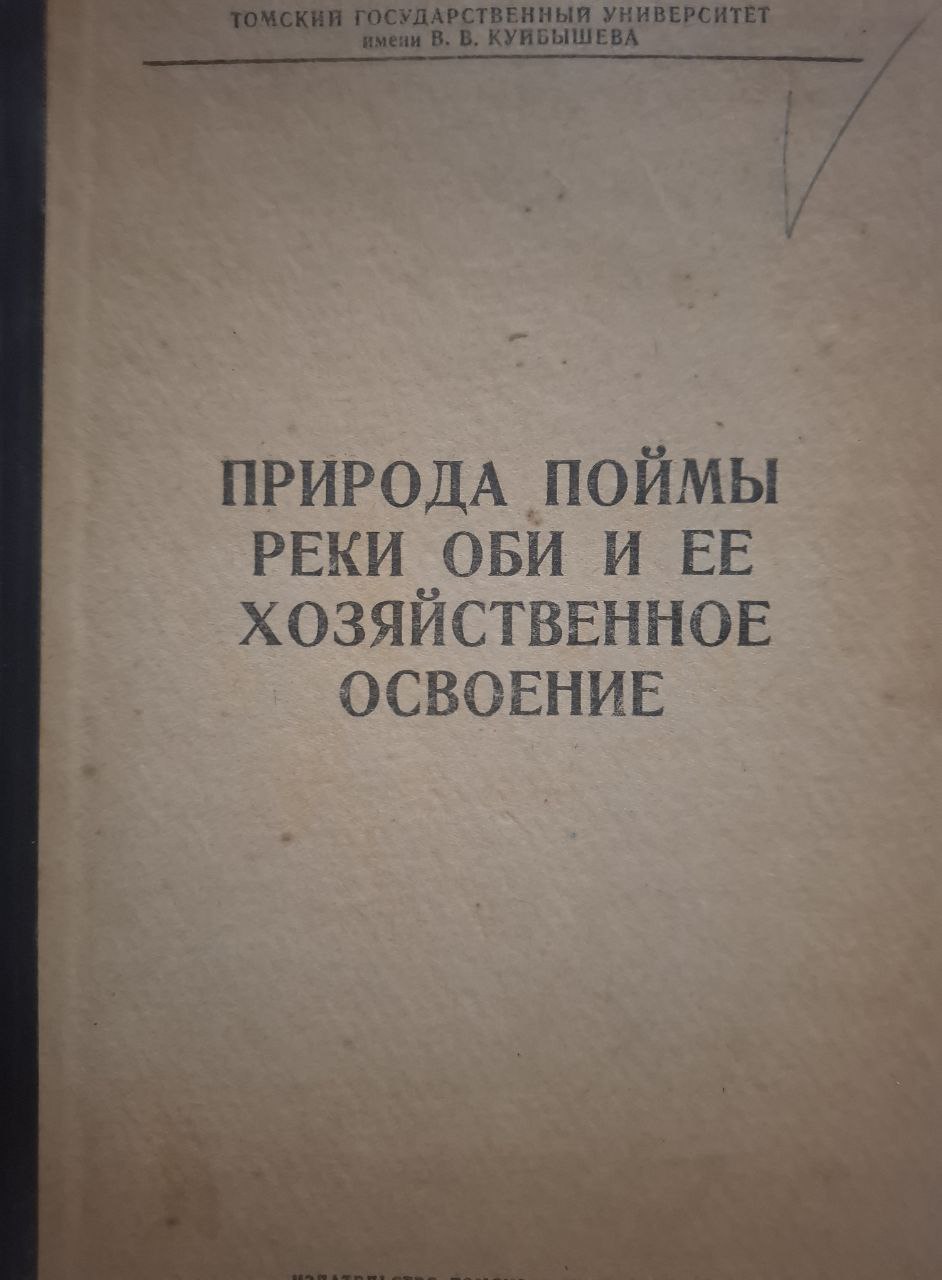 ТОМСКИЙ ГОСУДАРСТВЕННЫЙ УНИВЕРСИТЕТ
имени В. В. КУЙБЫШЕВА
ПРИРОДА ПОЙМЫ
РЕКИ ОБИ И ЕЕ
ХОЗЯЙСТВЕННОЕ
ОСВОЕНИЕ